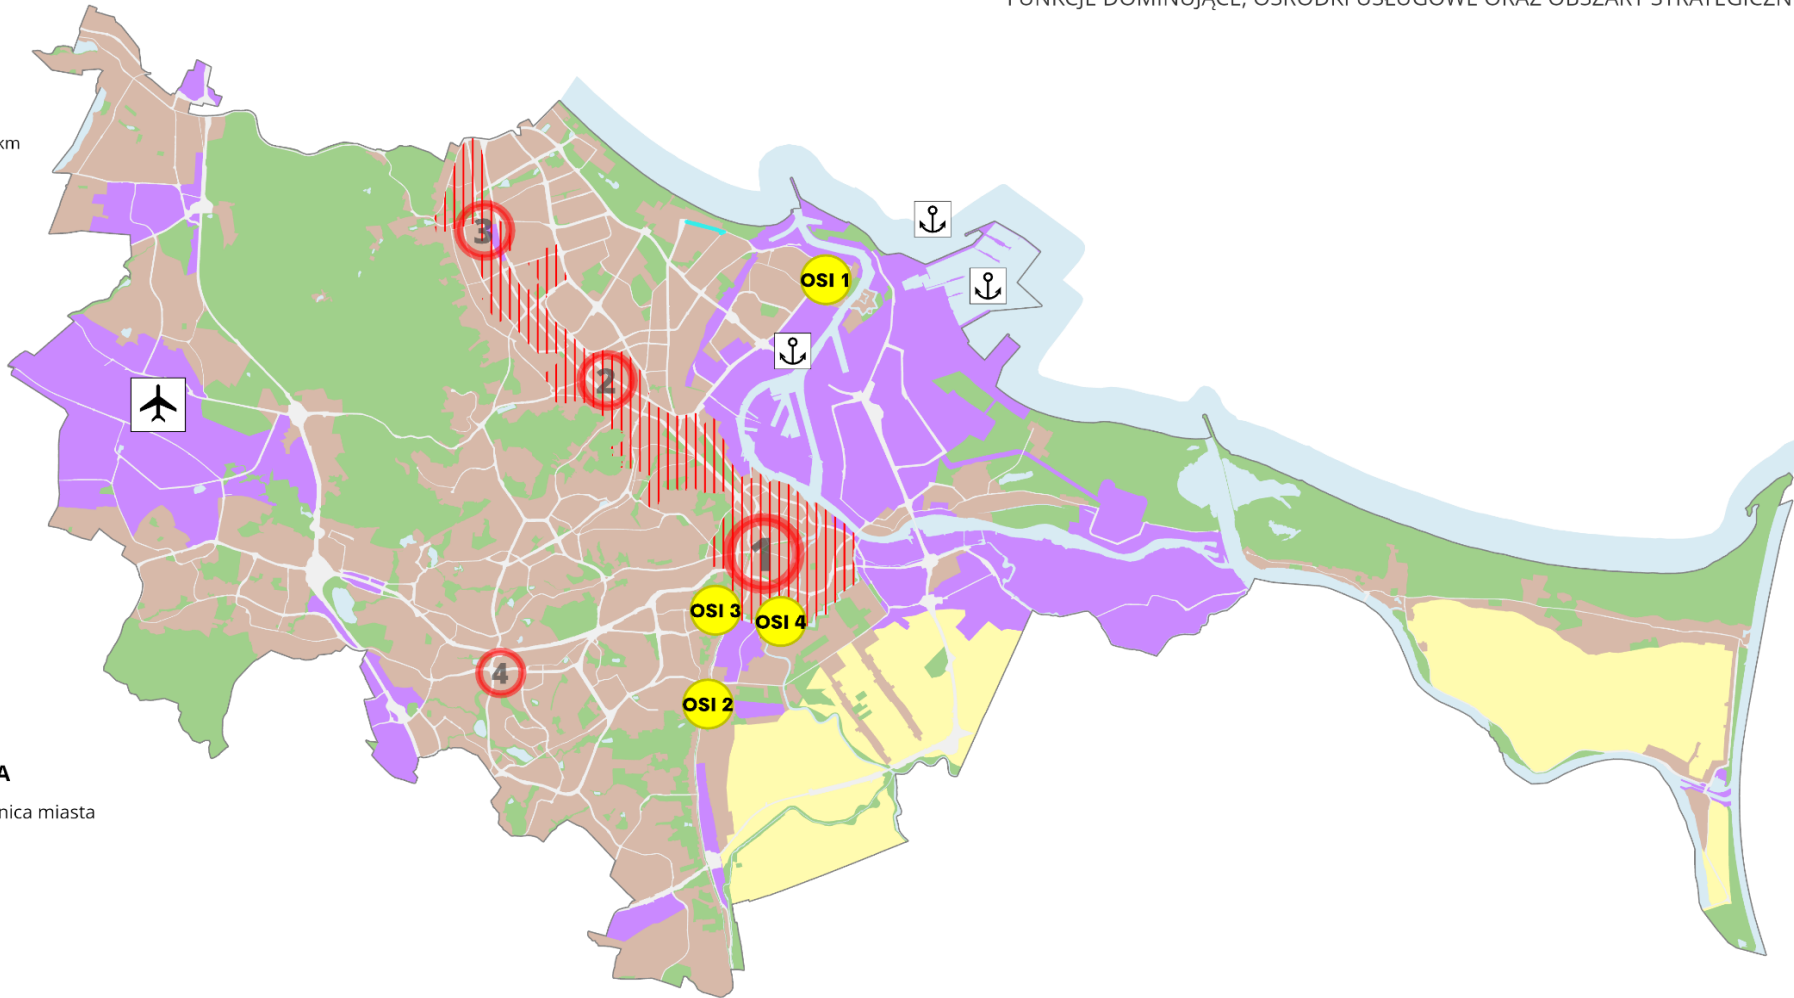 FUNKCJE DOMINUJĄCE, OŚRODKI USŁUGOWE ORAZ OBSZARY STRATEGICZN
km
3
OSI 1
2
1
OSI 3
OSI 4
4
OSI 2
A
nica miasta